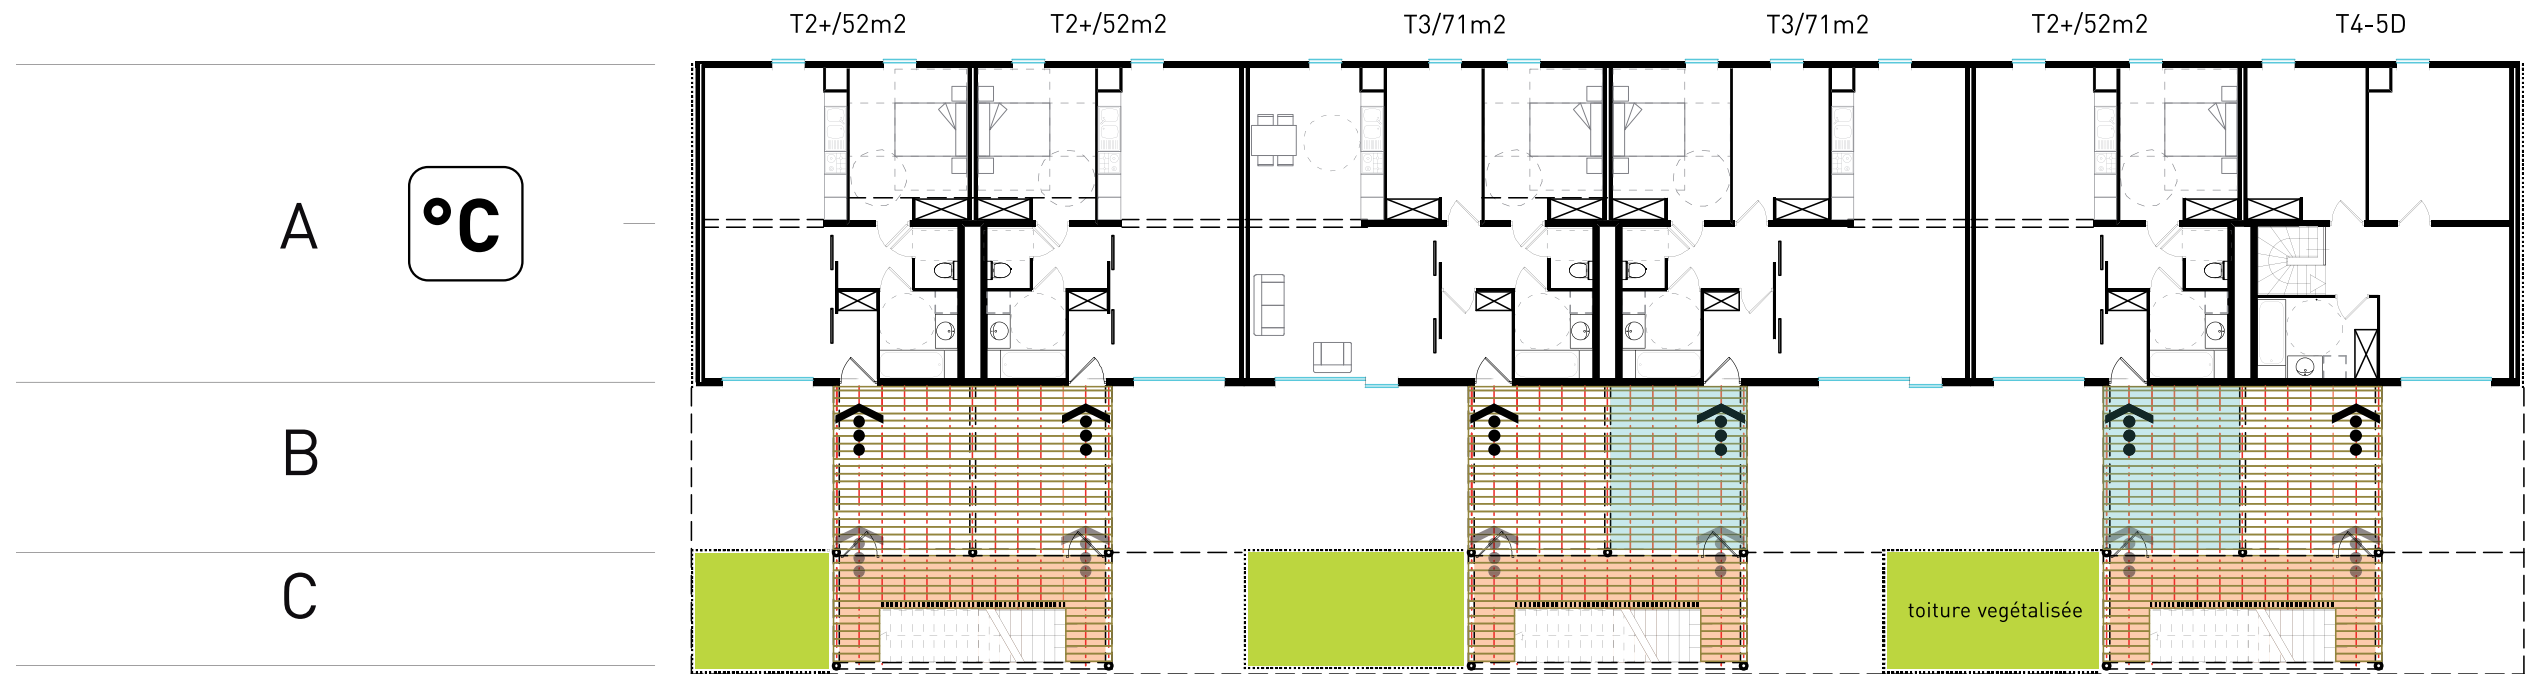 T2+/52m2
T2+/52m2
T3/71m2
T3/71m2
T2+/52m2
T4-5D
A
°C
B
C
toiture vegétalisée